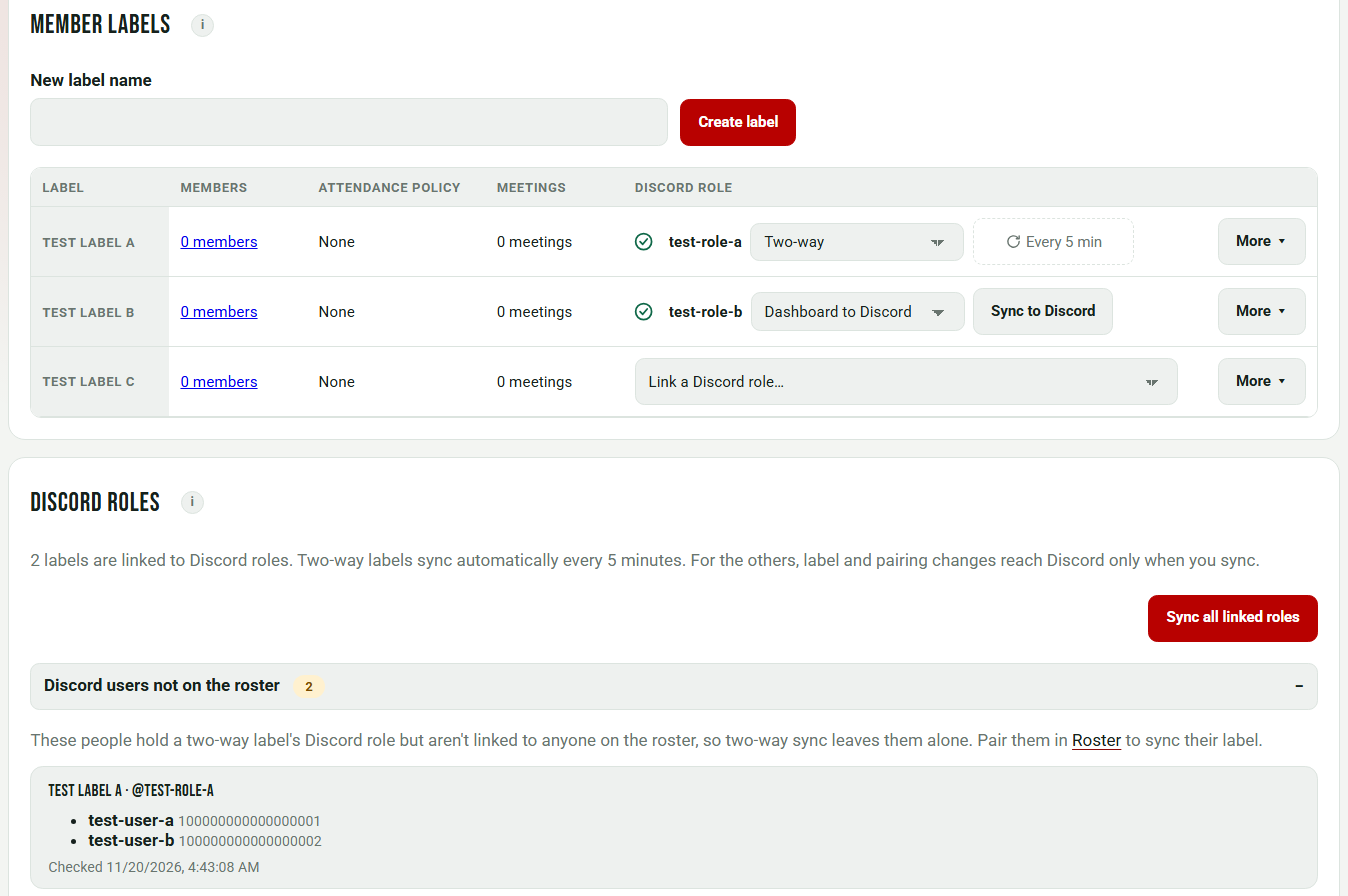 MEMBER LABELS i
New label name
Create label
LABEL MEMBERS ATTENDANCE POLICY MEETINGS DISCORD ROLE
TEST LABEL A 0 members None 0 meetings test-role-a Two-way Every 5 min More
TEST LABEL B 0 members None 0 meetings test-role-b Dashboard to Discord Sync to Discord More
TEST LABEL C 0 members None 0 meetings Link a Discord role... More
DISCORD ROLES i
2 labels are linked to Discord roles. Two-way labels sync automatically every 5 minutes. For the others, label and pairing changes reach Discord only when you sync.
Sync all linked roles
Discord users not on the roster 2 –
These people hold a two-way label's Discord role but aren't linked to anyone on the roster, so two-way sync leaves them alone. Pair them in Roster to sync their label.
TEST LABEL A · @TEST-ROLE-A
• test-user-a 100000000000000001
• test-user-b 100000000000000002
Checked 11/20/2026, 4:43:08 AM